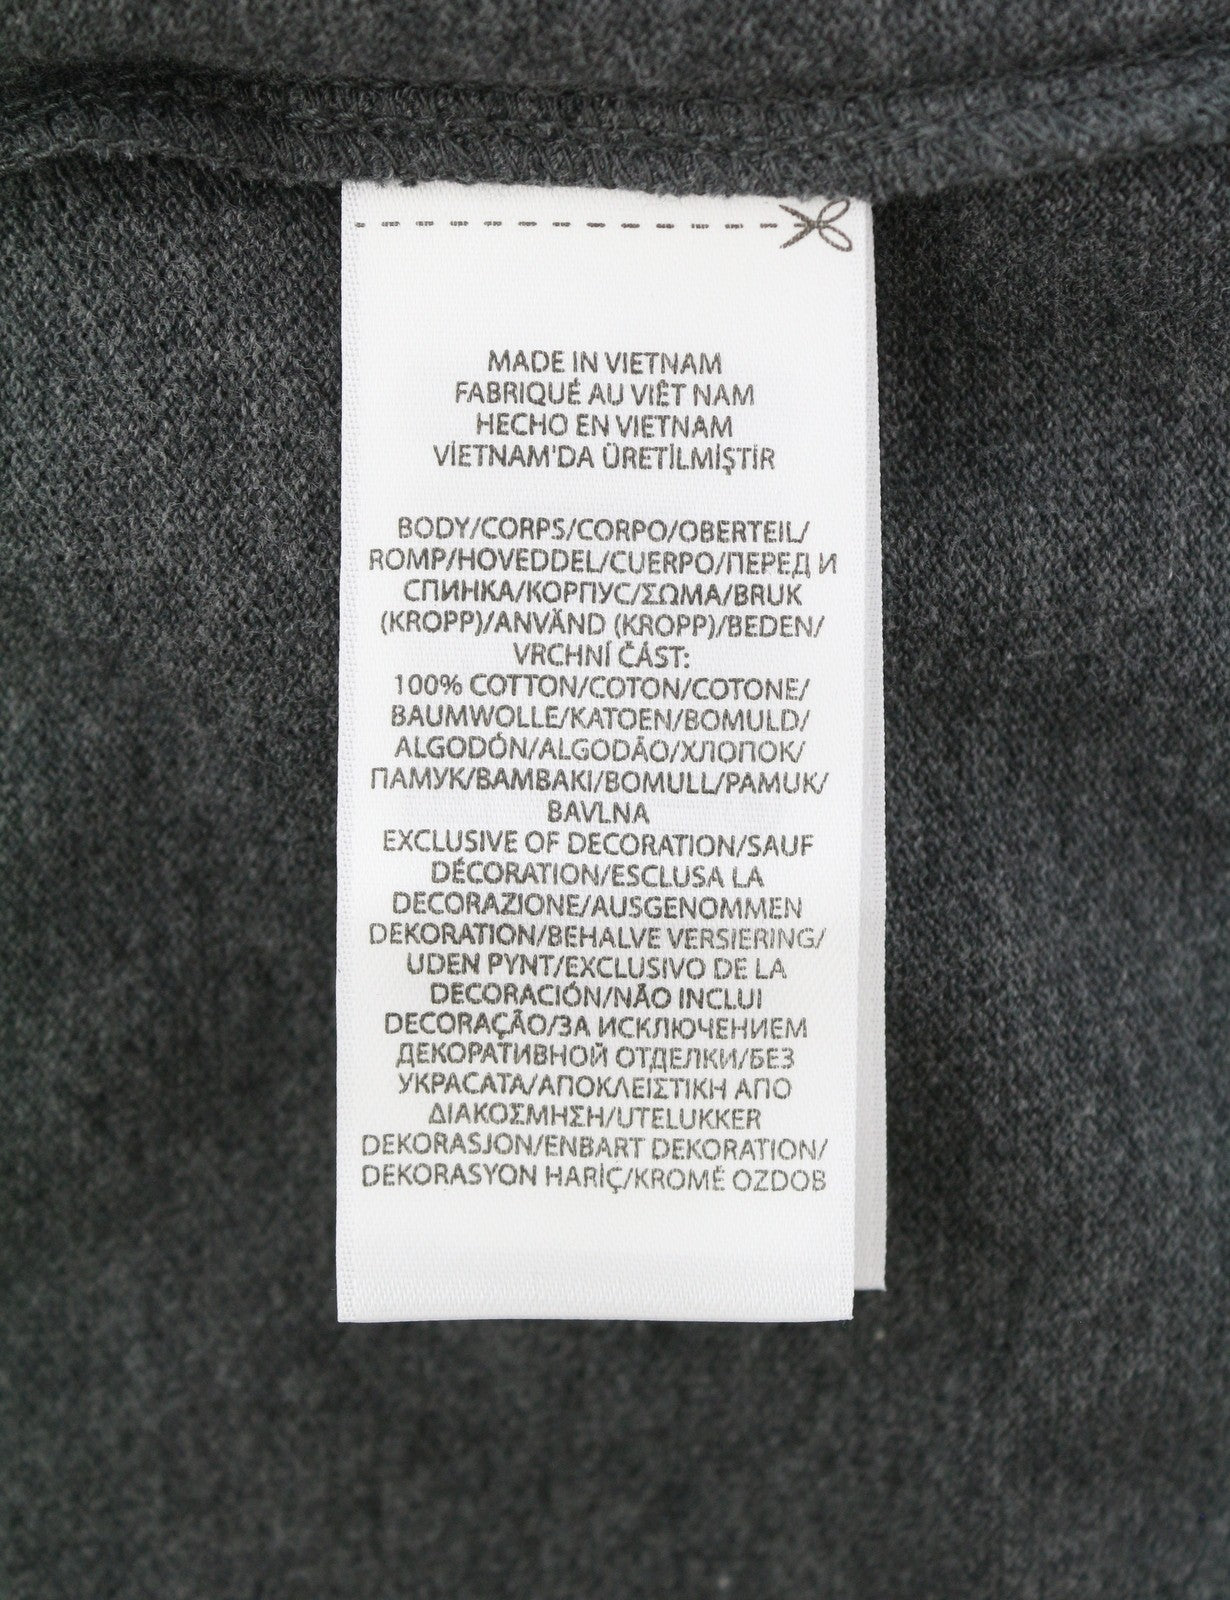 MADE IN VIETNAM
FABRIQUÉ AU VIÊT NAM
HECHO EN VIETNAM
VİETNAM'DA ÜRETİLMİŞTİR
BODY/CORPS/CORPO/OBERTEIL/
ROMP/HOVEDDEL/CUERPO/ПЕРЕД И
СПИНКА/КОРПУС/ΣΩΜΑ/BRUK
(KROPP)/ANVÄND (KROPP)/BEDEN/
VRCHNÍ ČÁST:
100% COTTON/COTON/COTONE/
BAUMWOLLE/KATOEN/BOMULD/
ALGODÓN/ALGODÃO/ХЛОПОК/
ПАМУК/ΒΑΜΒΑΚΙ/BOMULL/PAMUK/
BAVLNA
EXCLUSIVE OF DECORATION/SAUF
DÉCORATION/ESCLUSA LA
DECORAZIONE/AUSGENOMMEN
DEKORATION/BEHALVE VERSIERING/
UDEN PYNT/EXCLUSIVO DE LA
DECORACIÓN/NÃO INCLUI
DECORAÇÃO/ЗА ИСКЛЮЧЕНИЕМ
ДЕКОРАТИВНОЙ ОТДЕЛКИ/БЕЗ
УКРАСАТА/ΑΠΟΚΛΕΙΣΤΙΚΗ ΑΠΟ
ΔΙΑΚΟΣΜΗΣΗ/UTELUKKER
DEKORASJON/ENBART DEKORATION/
DEKORASYON HARİÇ/KROMĚ OZDOB